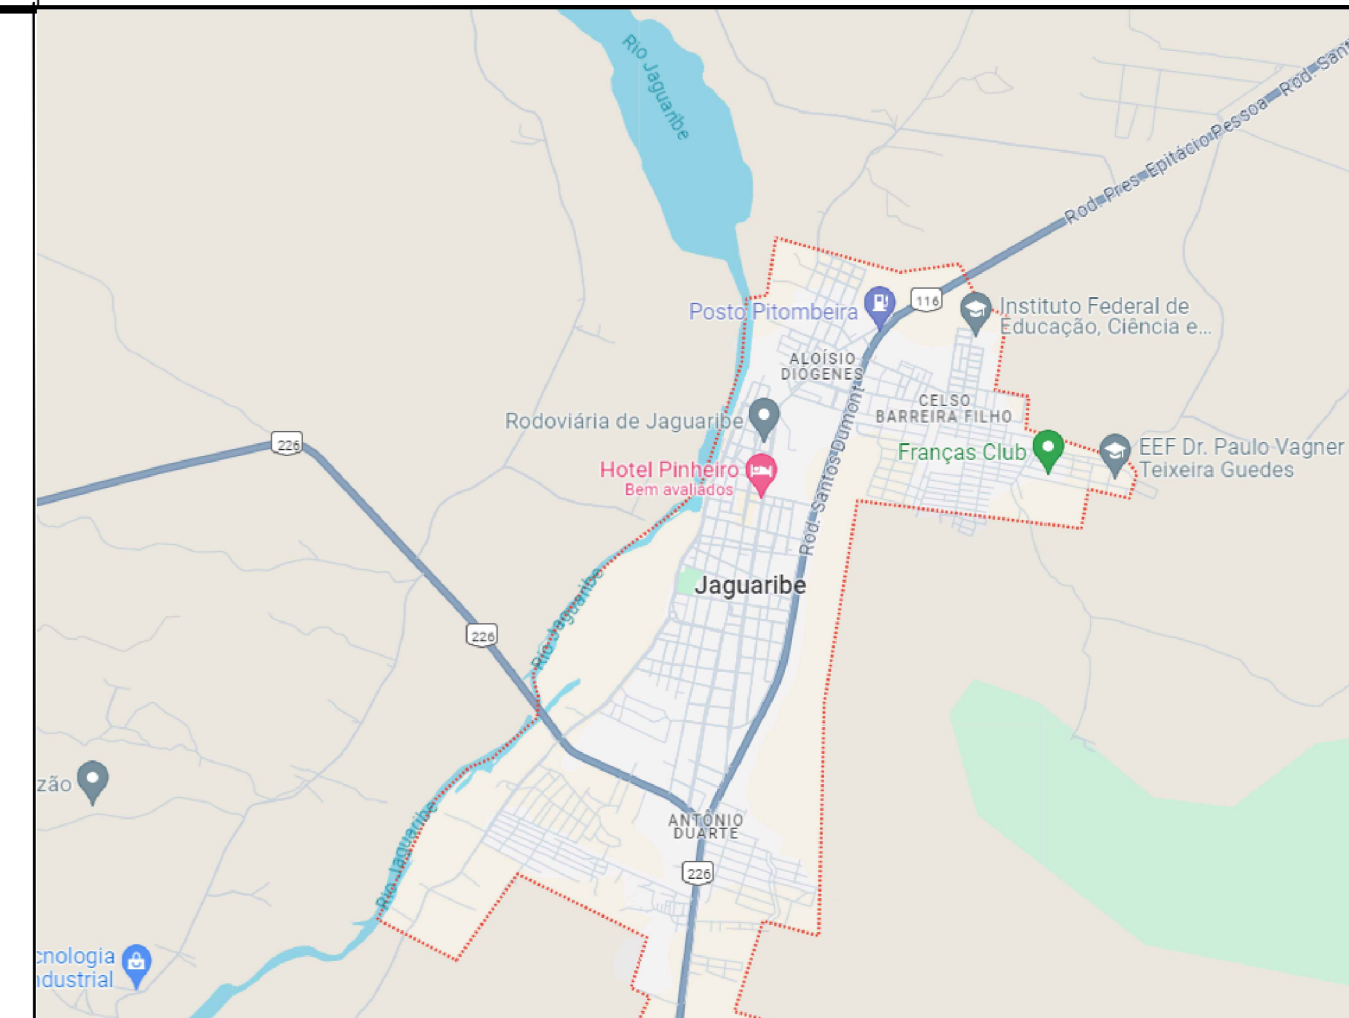 Rio Jaguaribe
Rod. Sant
Rod. Pres. Epitácio Pessoa
116
Posto Pitombeira
Instituto Federal de
Educação, Ciência e...
ALOÍSIO
DIOGENES
CELSO
BARREIRA FILHO
Rodoviária de Jaguaribe
Rod. Santos Dumont
226
Franças Club
EEF Dr. Paulo Vagner
Teixeira Guedes
Hotel Pinheiro
Bem avaliados
Jaguaribe
Rio Jaguaribe
226
zão
ANTÔNIO
DUARTE
Rio Jaguaribe
226
cnologia
ndustrial